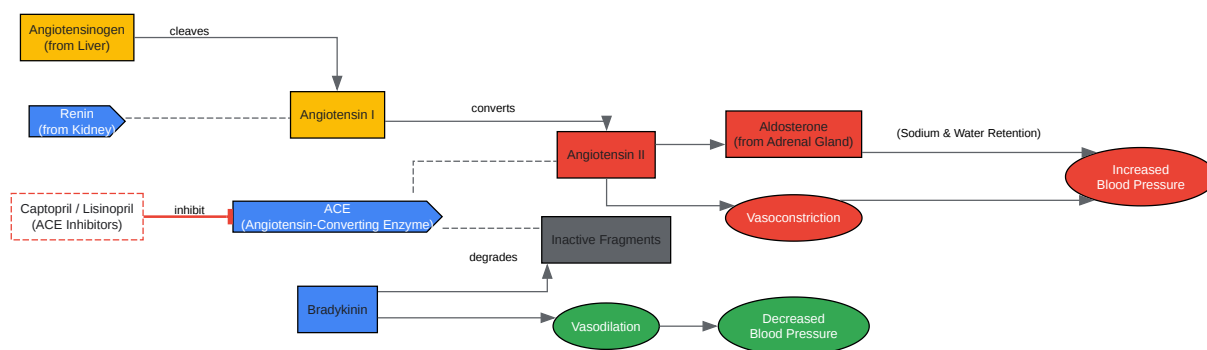 Angiotensinogen
(from Liver)
cleaves
Renin
(from Kidney)
Angiotensin I
converts
Angiotensin II
Aldosterone
(from Adrenal Gland)
(Sodium & Water Retention)
Increased
Blood Pressure
Captopril / Lisinopril
(ACE Inhibitors)
inhibit
ACE
(Angiotensin-Converting Enzyme)
Vasoconstriction
Inactive Fragments
degrades
Bradykinin
Vasodilation
Decreased
Blood Pressure